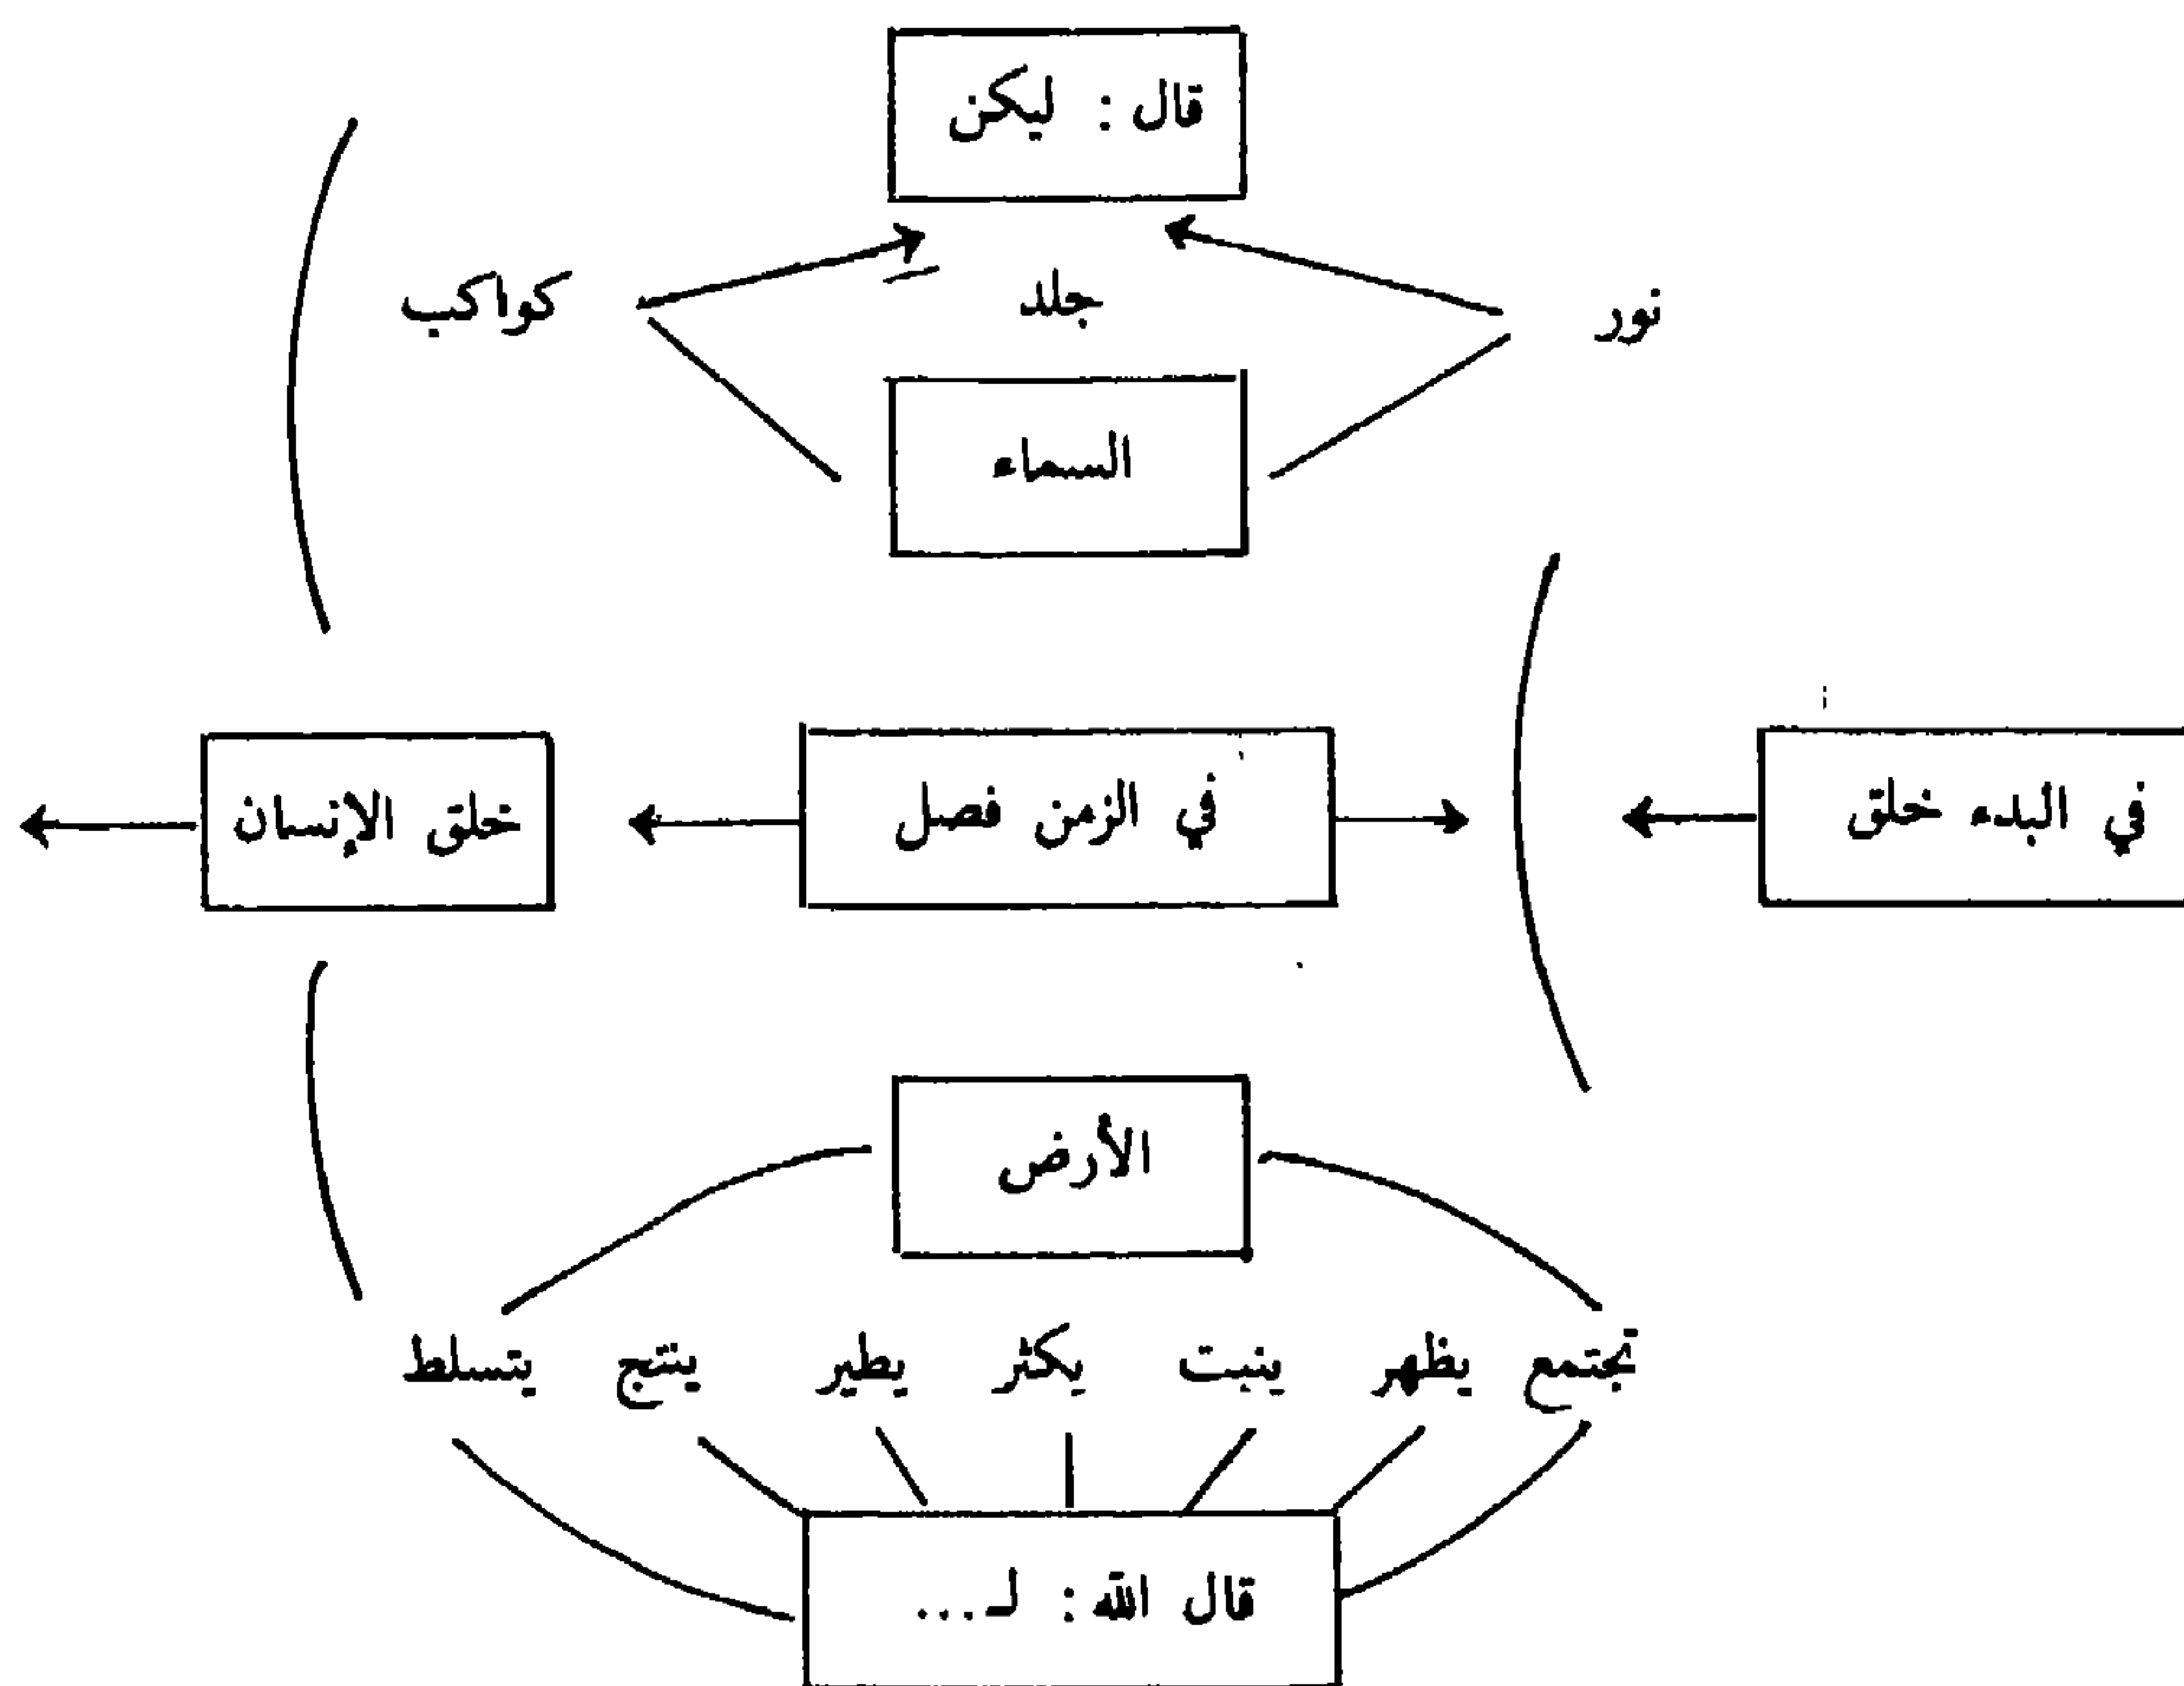 قال : ليكن
نور جلد كواكب
السماء
في البدء خلق
في الزمن فصل
خلق الإنسان
الأرض
تجتمع يظهر ينبت يكثر يطير ينتج يتسلط
قال الله : لـ...